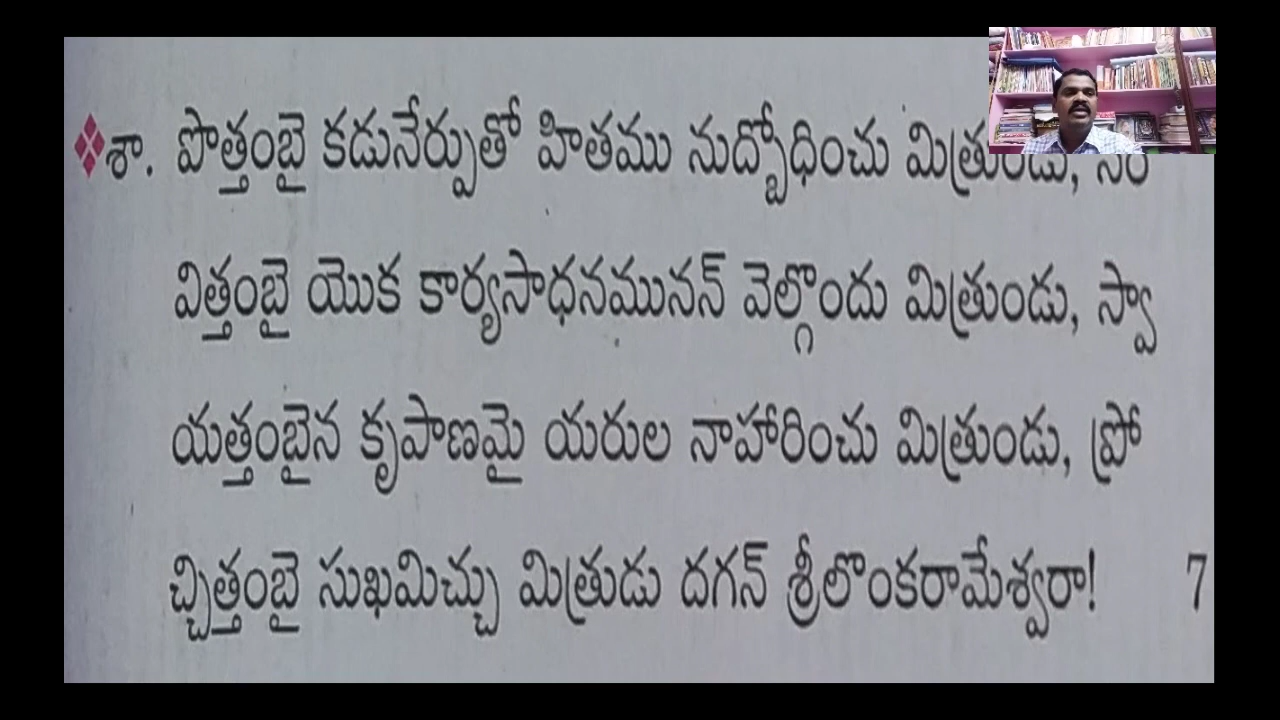 శా. పొత్తంబై కడునేర్పుతో హితము నుద్బోధించు మిత్రుండు, సం
విత్తంబై యొక కార్యసాధనమునన్ వెల్గొందు మిత్రుండు, స్వా
యత్తంబైన కృపాణమై యరుల నాహారించు మిత్రుండు, ప్రో
చ్చిత్తంబై సుఖమిచ్చు మిత్రుడు దగన్ శ్రీలొంకరామేశ్వరా! 7